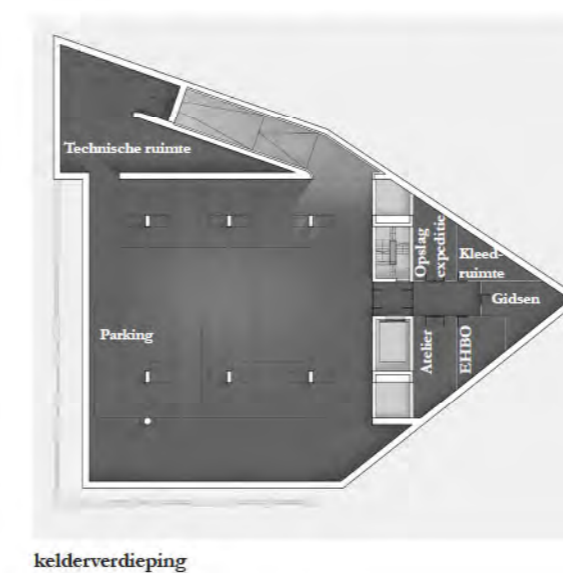 Technische ruimte
Opslag
expeditie
Kleed-
ruimte
Gidsen
Parking
Atelier
EHBO
kelderverdieping